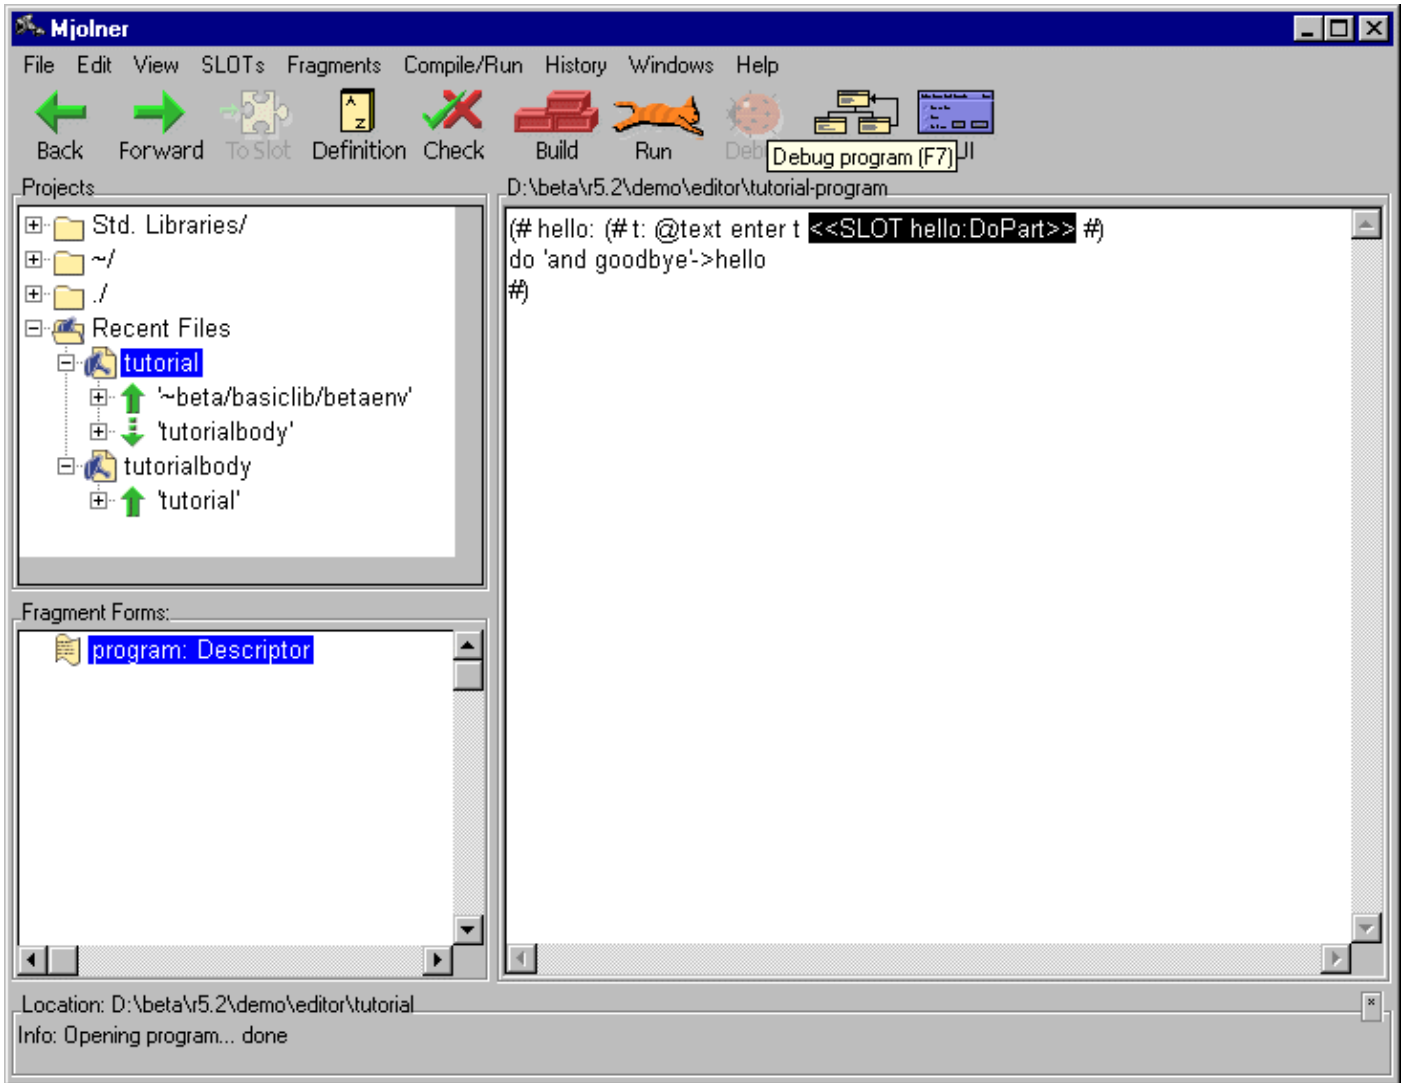 Mjolner
File Edit View SLOTs Fragments Compile/Run History Windows Help
Back Forward To Slot Definition Check Build Run Deb UI
Debug program (F7)
Projects
Std. Libraries/
~/
./
Recent Files
tutorial
'~beta/basiclib/betaenv'
'tutorialbody'
tutorialbody
'tutorial'
Fragment Forms:
program: Descriptor
D:\beta\r5.2\demo\editor\tutorial-program
(# hello: (# t: @text enter t <<SLOT hello:DoPart>> #)
do 'and goodbye'->hello
#)
Location: D:\beta\r5.2\demo\editor\tutorial
Info: Opening program... done